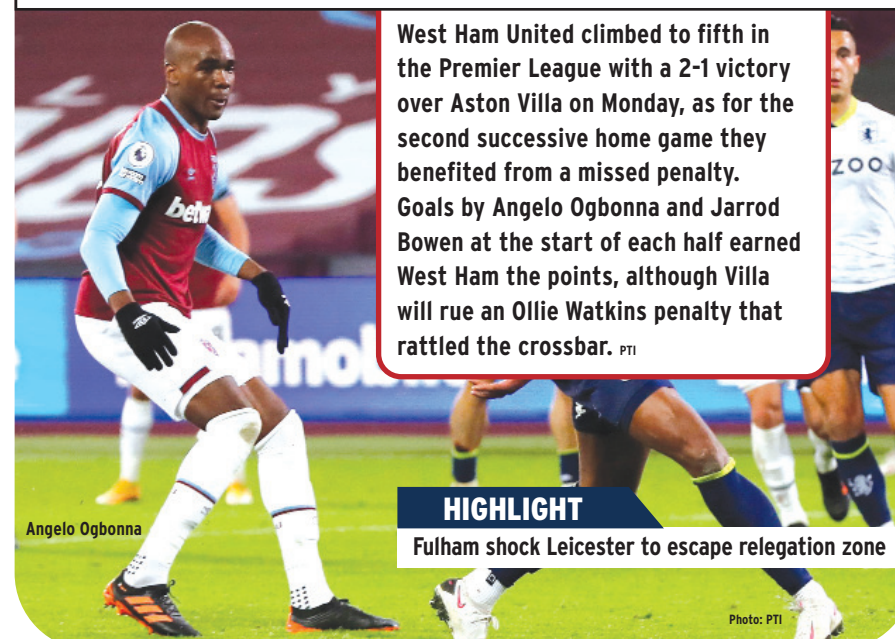 West Ham United climbed to fifth in
the Premier League with a 2-1 victory
over Aston Villa on Monday, as for the
second successive home game they
benefited from a missed penalty.
Goals by Angelo Ogbonna and Jarrod
Bowen at the start of each half earned
West Ham the points, although Villa
will rue an Ollie Watkins penalty that
rattled the crossbar. PTI
ZOO
Angelo Ogbonna
HIGHLIGHT
Fulham shock Leicester to escape relegation zone
Photo: PTI